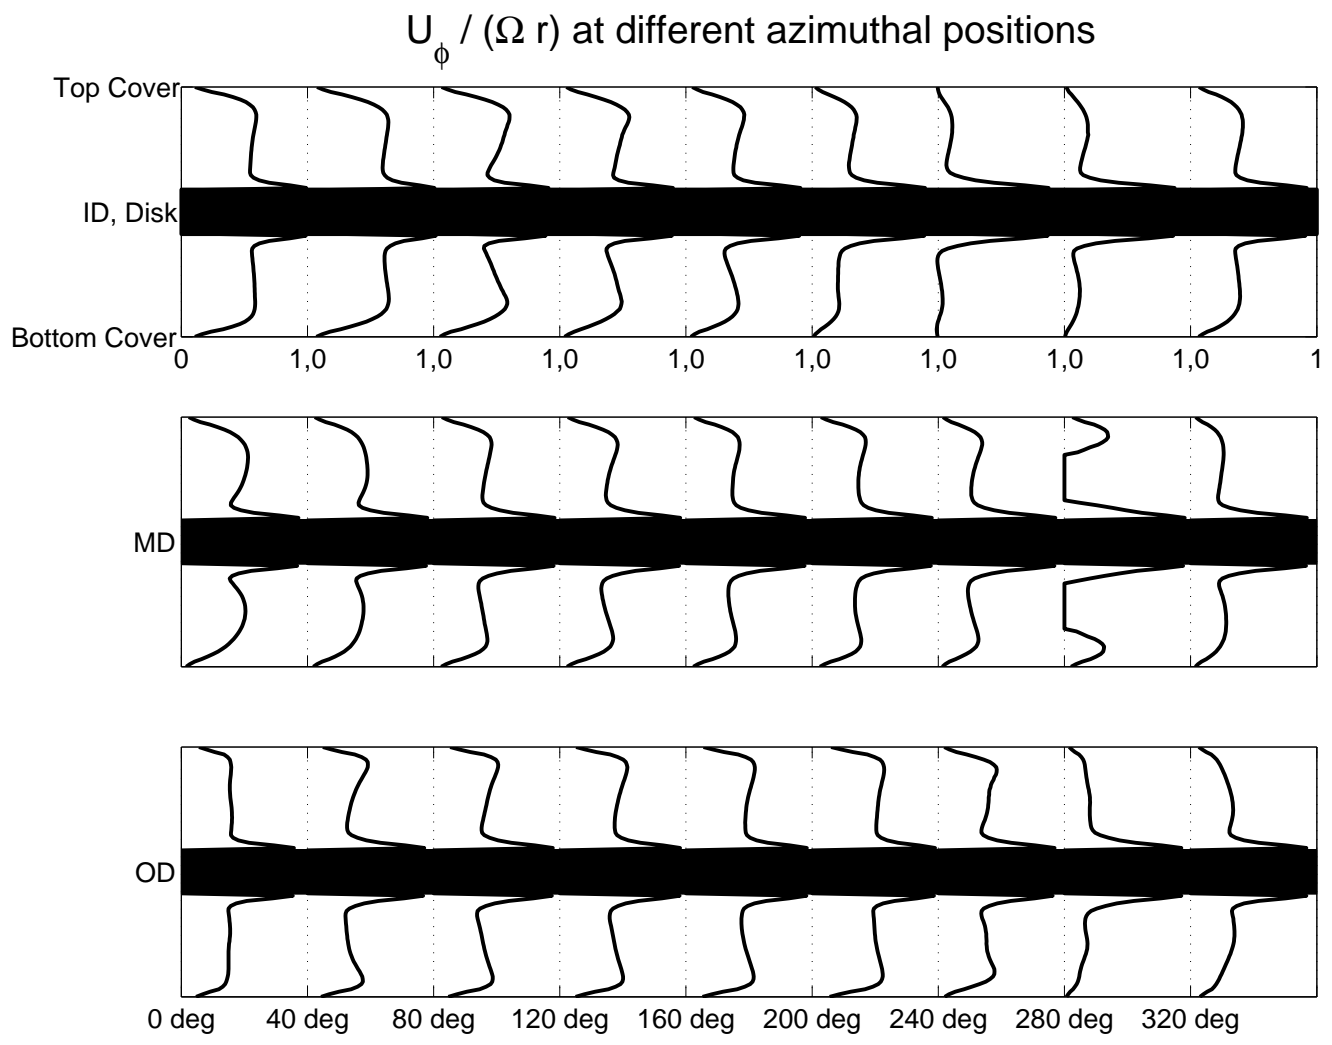 U_ϕ / (Ω r) at different azimuthal positions
Top Cover
ID, Disk
Bottom Cover
0 1,0 1,0 1,0 1,0 1,0 1,0 1,0 1,0 1
MD
OD
0 deg 40 deg 80 deg 120 deg 160 deg 200 deg 240 deg 280 deg 320 deg